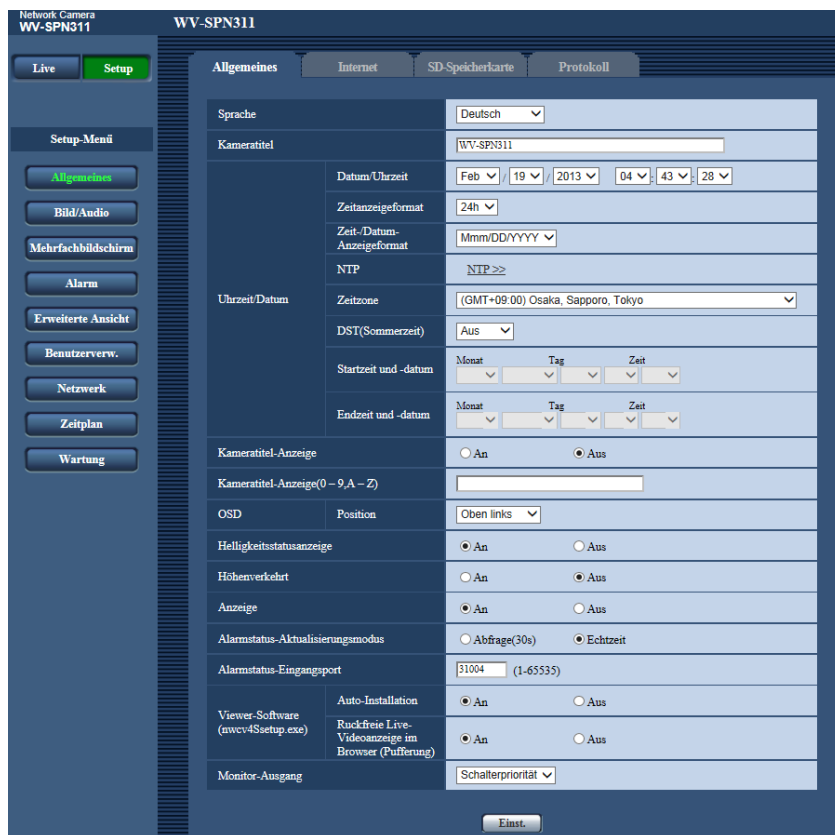 Network Camera
WV-SPN311
WV-SPN311
Live Setup
Setup-Menü
Allgemeines
Bild/Audio
Mehrfachbildschirm
Alarm
Erweiterte Ansicht
Benutzerverw.
Netzwerk
Zeitplan
Wartung
Allgemeines Internet SD-Speicherkarte Protokoll
Sprache Deutsch
Kameratitel WV-SPN311
Uhrzeit/Datum
Datum/Uhrzeit Feb / 19 / 2013 04 : 43 : 28
Zeitanzeigeformat 24h
Zeit-/Datum-
Anzeigeformat Mmm/DD/YYYY
NTP NTP >>
Zeitzone (GMT+09:00) Osaka, Sapporo, Tokyo
DST(Sommerzeit) Aus
Startzeit und -datum Monat Tag Zeit
Endzeit und -datum Monat Tag Zeit
Kameratitel-Anzeige An Aus
Kameratitel-Anzeige(0 – 9,A – Z)
OSD Position Oben links
Helligkeitsstatusanzeige An Aus
Höhenverkehrt An Aus
Anzeige An Aus
Alarmstatus-Aktualisierungsmodus Abfrage(30s) Echtzeit
Alarmstatus-Eingangsport 31004 (1-65535)
Viewer-Software
(nwcv4Ssetup.exe)
Auto-Installation An Aus
Ruckfreie Live-
Videoanzeige im
Browser (Pufferung) An Aus
Monitor-Ausgang Schalterpriorität
Einst.